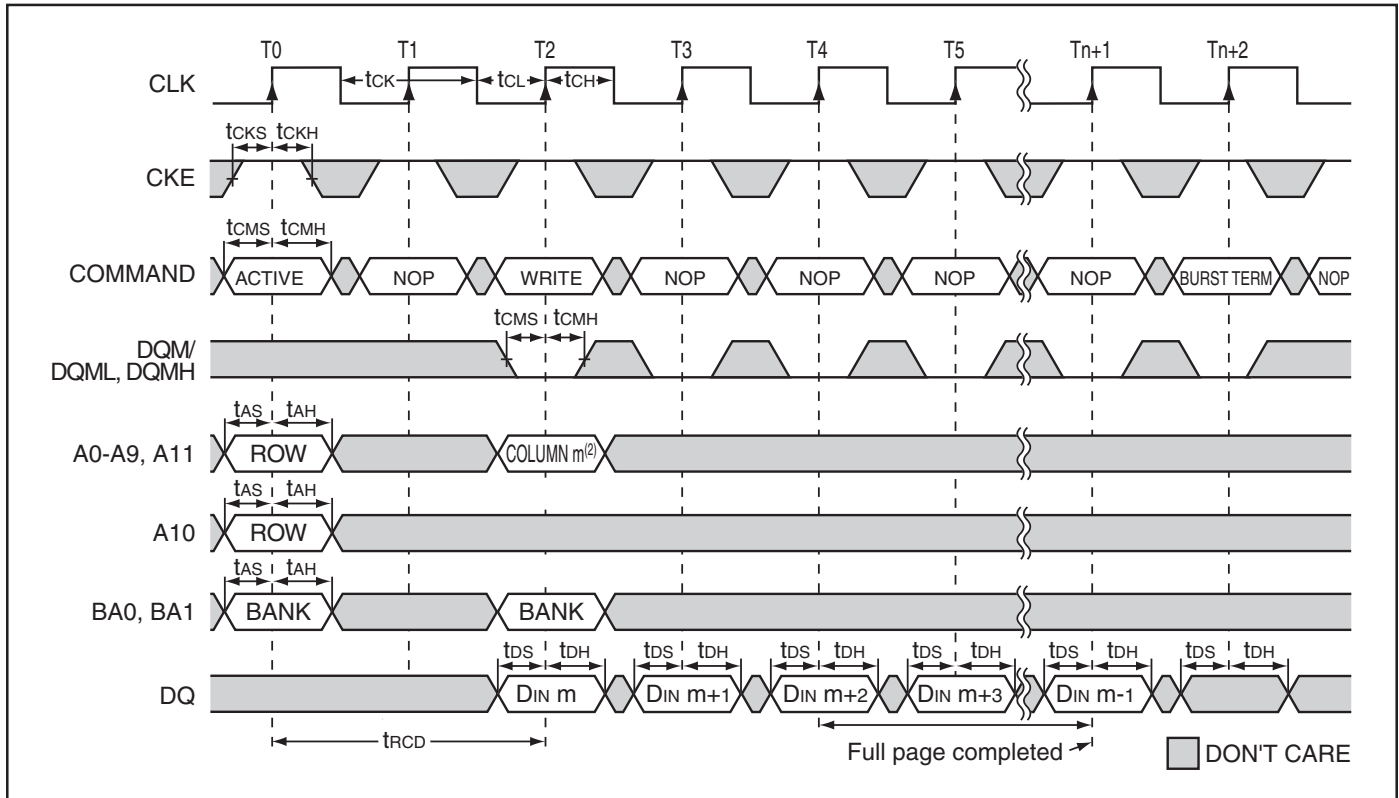 T0 T1 T2 T3 T4 T5 Tn+1 Tn+2
CLK tCK tCL tCH
tCKS tCKH
CKE
tCMS tCMH
COMMAND ACTIVE NOP WRITE NOP NOP NOP NOP BURST TERM NOP
tCMS tCMH
DQM/
DQML, DQMH
tAS tAH
A0-A9, A11 ROW COLUMN m(2)
tAS tAH
A10 ROW
tAS tAH
BA0, BA1 BANK BANK
tDS tDH tDS tDH tDS tDH tDS tDH tDS tDH tDS tDH
DQ DIN m DIN m+1 DIN m+2 DIN m+3 DIN m-1
tRCD
Full page completed
DON'T CARE